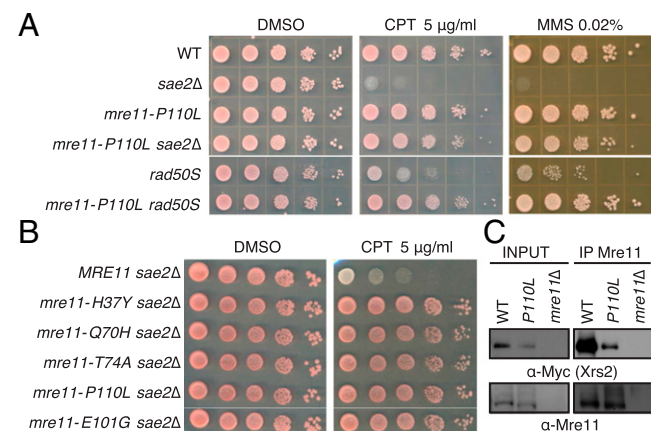 A
DMSO CPT 5 µg/ml MMS 0.02%
WT
sae2Δ
mre11-P110L
mre11-P110L sae2Δ
rad50S
mre11-P110L rad50S
B
DMSO CPT 5 µg/ml
MRE11 sae2Δ
mre11-H37Y sae2Δ
mre11-Q70H sae2Δ
mre11-T74A sae2Δ
mre11-P110L sae2Δ
mre11-E101G sae2Δ
C
INPUT IP Mre11
WT P110L mre11Δ WT P110L mre11Δ
α-Myc (Xrs2)
α-Mre11